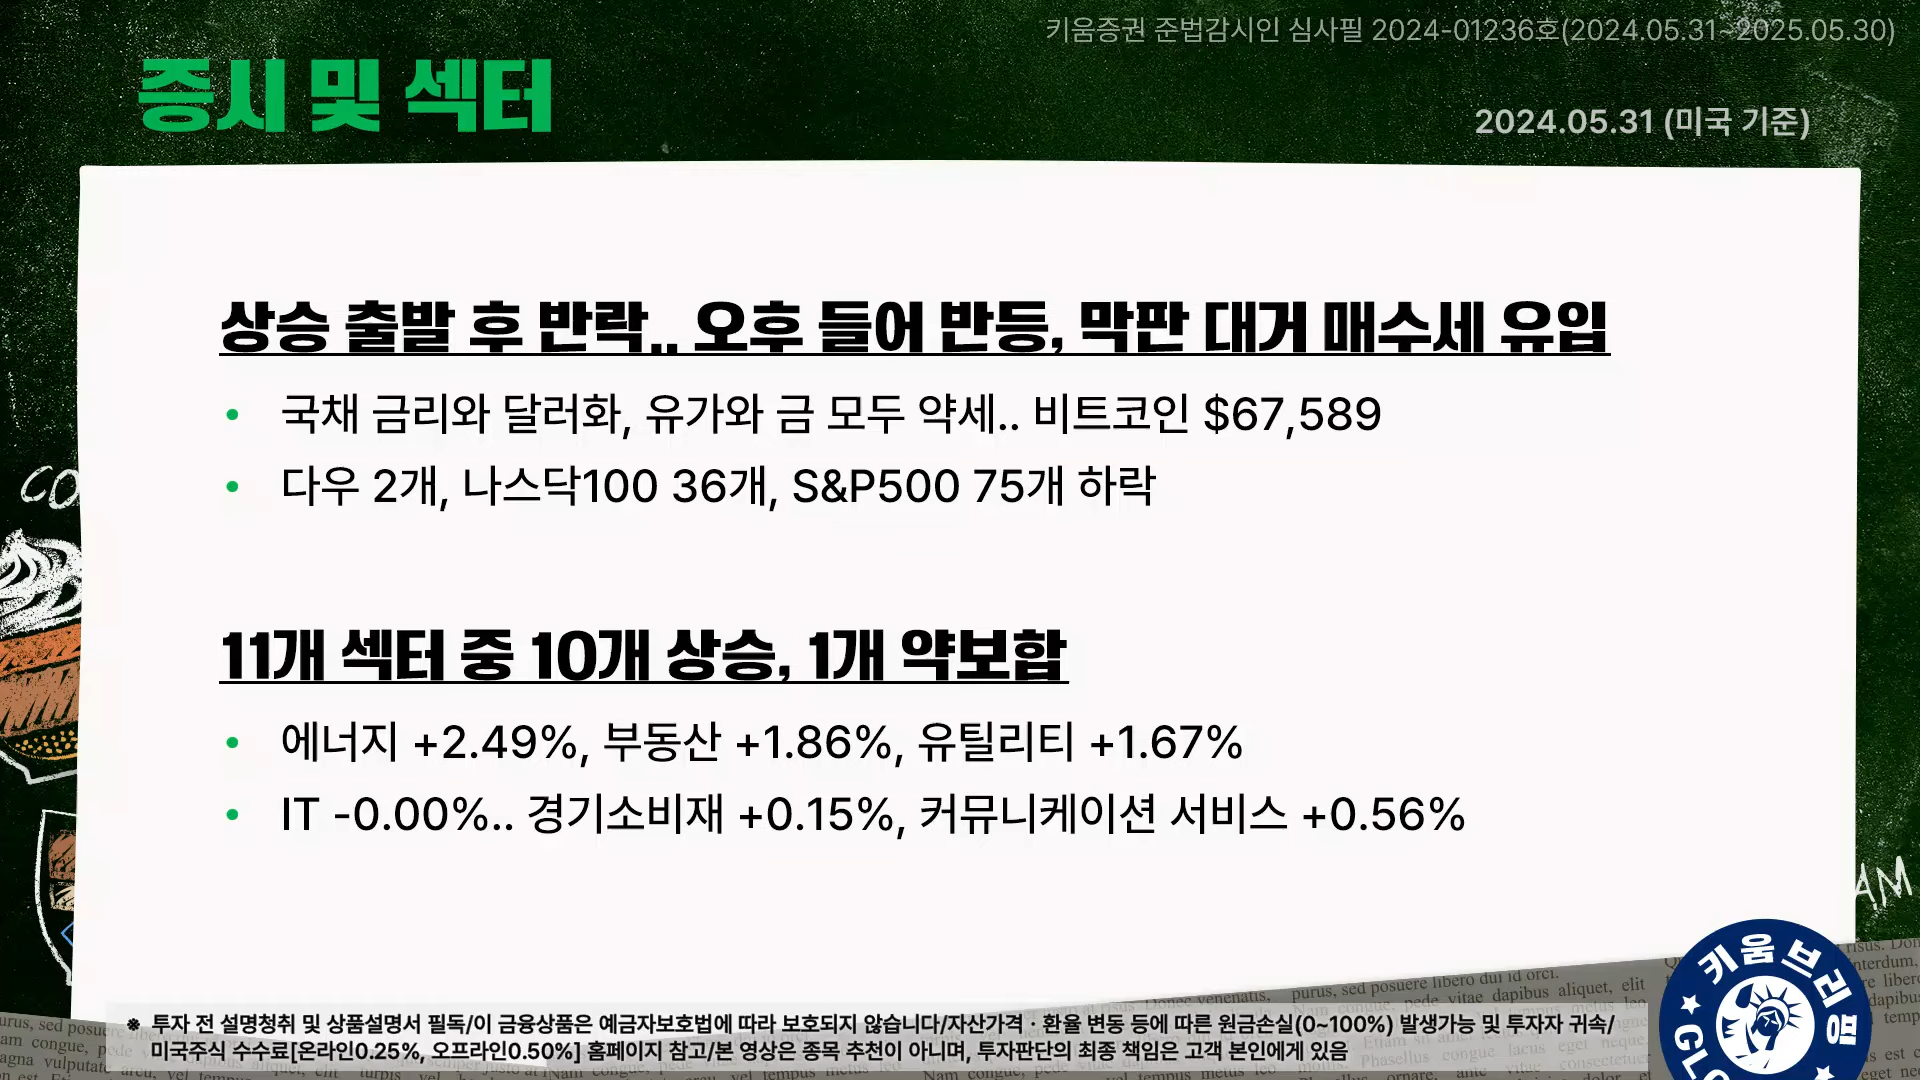 키움증권 준법감시인 심사필 2024-01236호(2024.05.31~2025.05.30)
증시 및 섹터
2024.05.31 (미국 기준)
상승 출발 후 반락.. 오후 들어 반등, 막판 대거 매수세 유입
• 국채 금리와 달러화, 유가와 금 모두 약세.. 비트코인 $67,589
• 다우 2개, 나스닥100 36개, S&P500 75개 하락
11개 섹터 중 10개 상승, 1개 약보합
• 에너지 +2.49%, 부동산 +1.86%, 유틸리티 +1.67%
• IT -0.00%.. 경기소비재 +0.15%, 커뮤니케이션 서비스 +0.56%
키움 브리핑
※ 투자 전 설명청취 및 상품설명서 필독/이 금융상품은 예금자보호법에 따라 보호되지 않습니다/자산가격 · 환율 변동 등에 따른 원금손실(0~100%) 발생가능 및 투자자 귀속/
미국주식 수수료[온라인0.25%, 오프라인0.50%] 홈페이지 참고/본 영상은 종목 추천이 아니며, 투자판단의 최종 책임은 고객 본인에게 있음